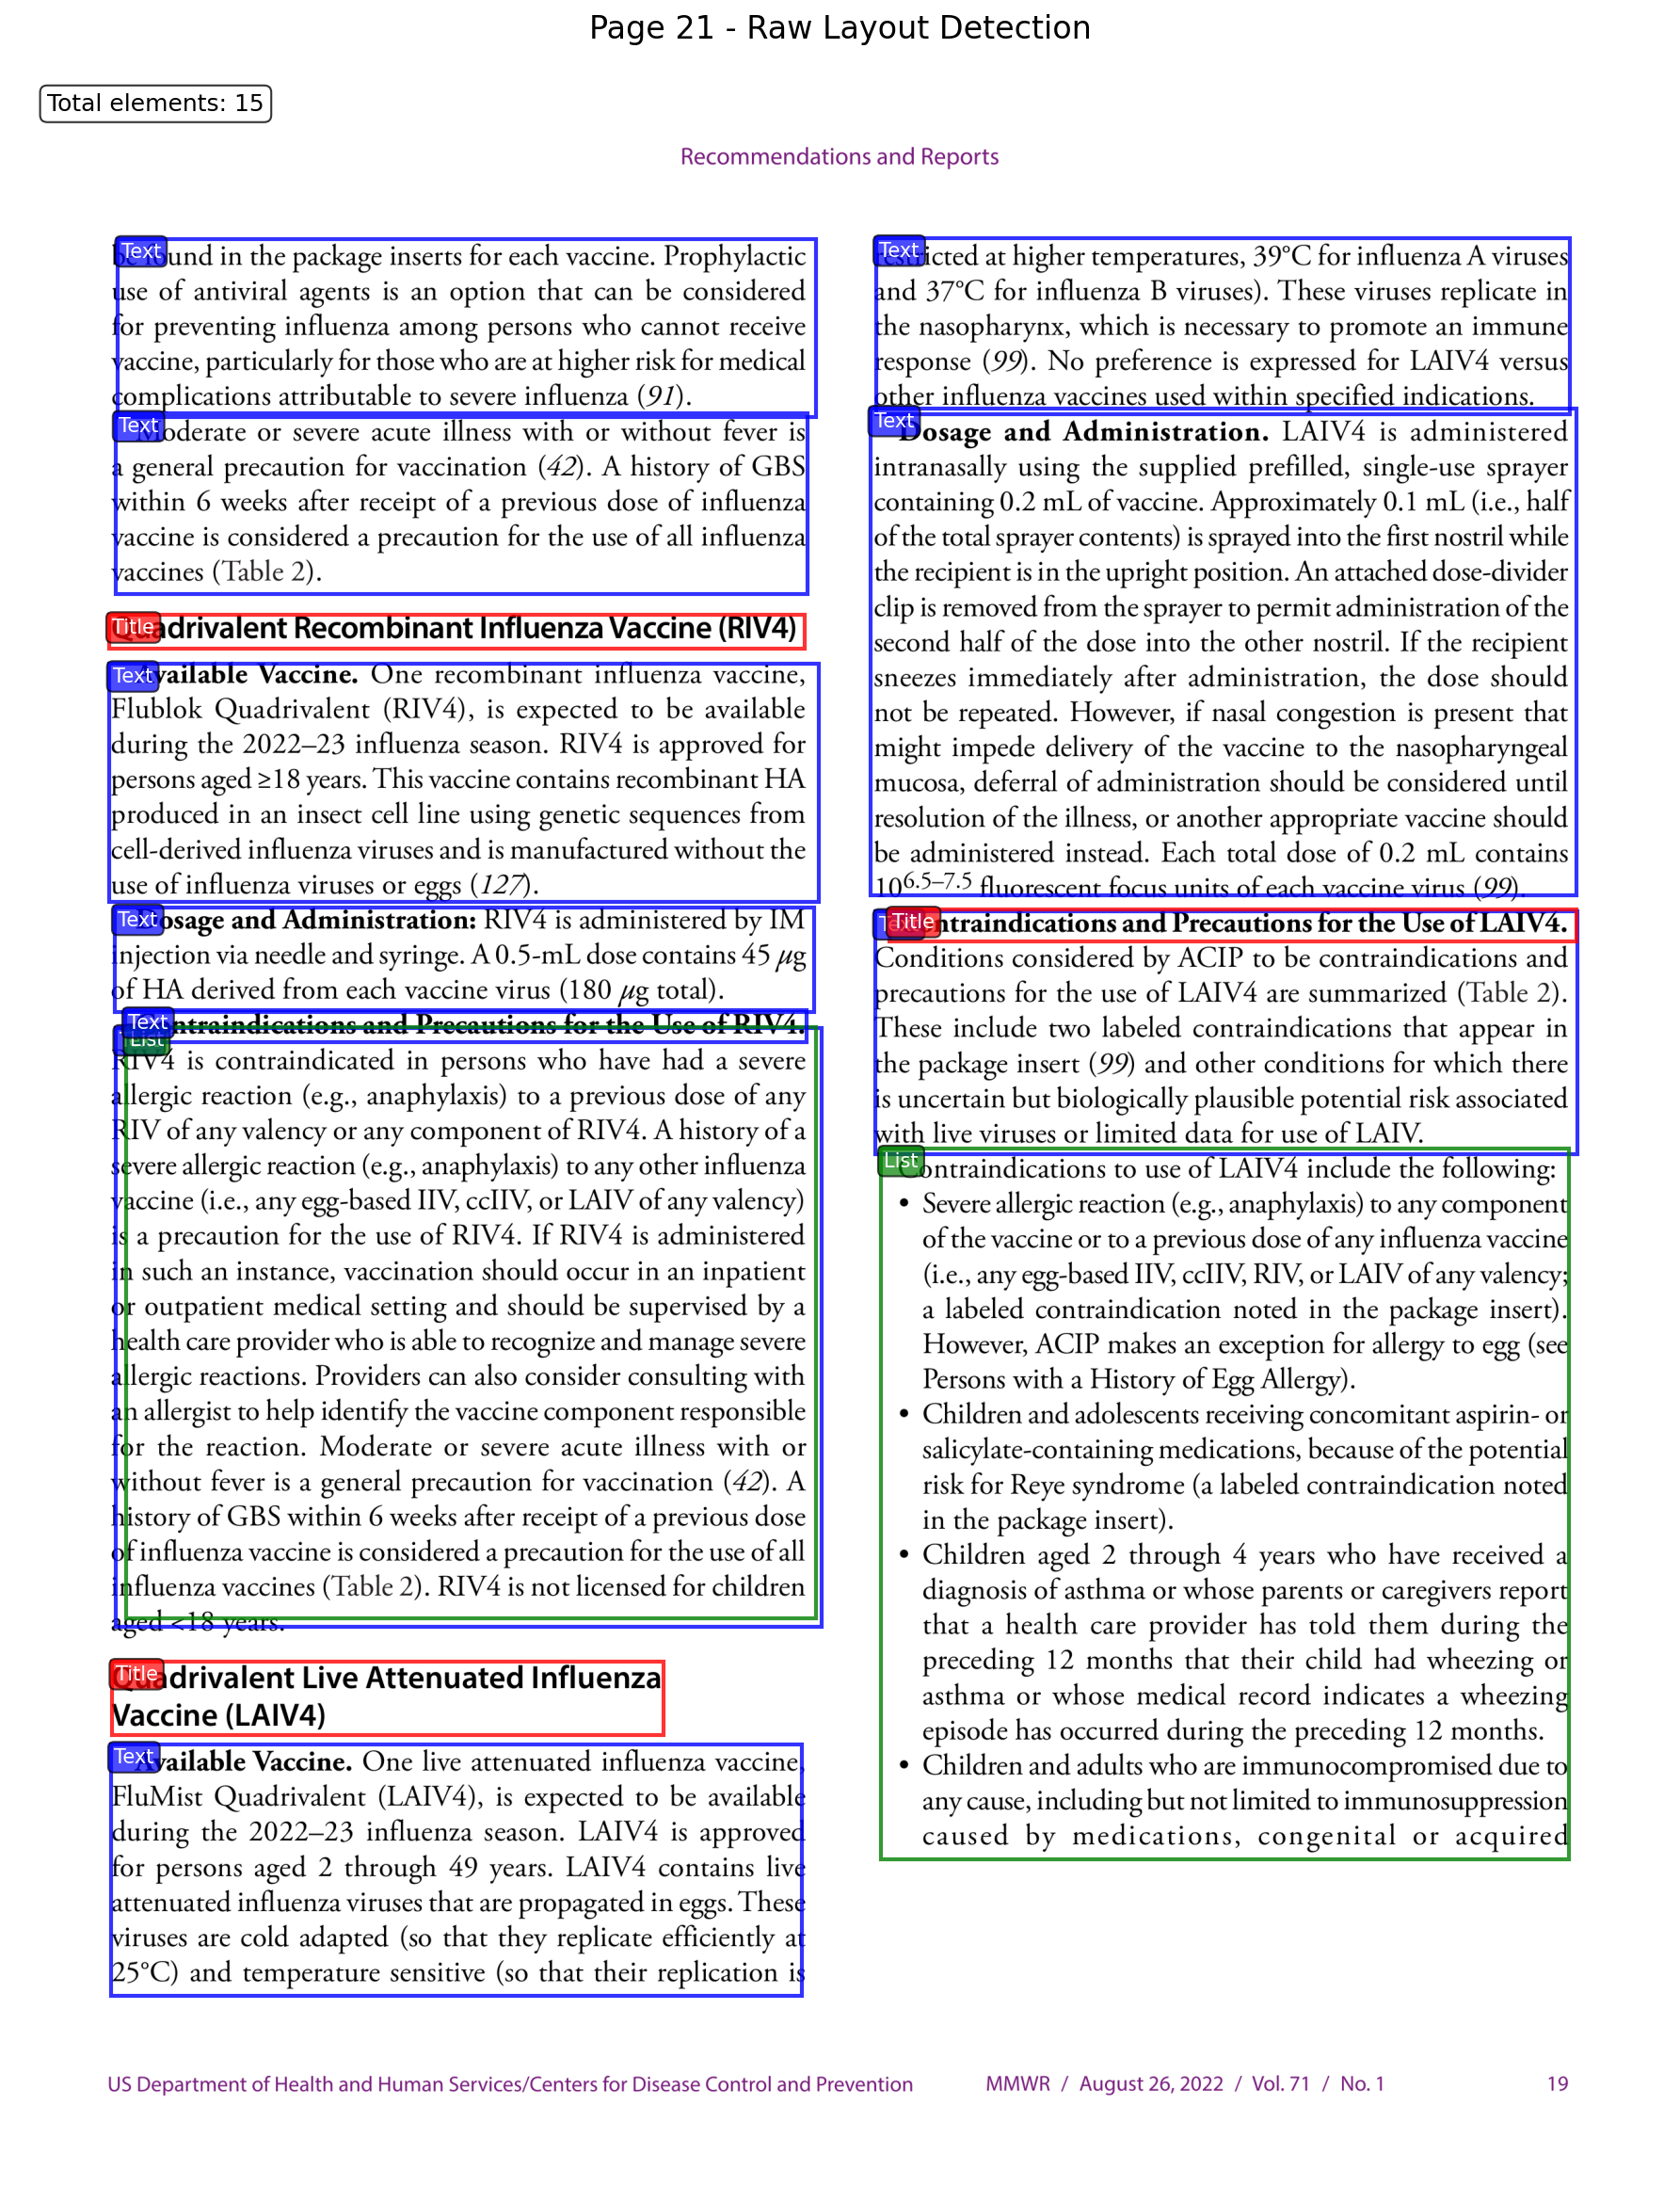 Page 21 - Raw Layout Detection
Total elements: 15
Recommendations and Reports
Text
be found in the package inserts for each vaccine. Prophylactic
use of antiviral agents is an option that can be considered
for preventing influenza among persons who cannot receive
vaccine, particularly for those who are at higher risk for medical
complications attributable to severe influenza (91).
Text
Moderate or severe acute illness with or without fever is
a general precaution for vaccination (42). A history of GBS
within 6 weeks after receipt of a previous dose of influenza
vaccine is considered a precaution for the use of all influenza
vaccines (Table 2).
Title
Quadrivalent Recombinant Influenza Vaccine (RIV4)
Text
Available Vaccine. One recombinant influenza vaccine,
Flublok Quadrivalent (RIV4), is expected to be available
during the 2022–23 influenza season. RIV4 is approved for
persons aged ≥18 years. This vaccine contains recombinant HA
produced in an insect cell line using genetic sequences from
cell-derived influenza viruses and is manufactured without the
use of influenza viruses or eggs (127).
Text
Dosage and Administration: RIV4 is administered by IM
injection via needle and syringe. A 0.5-mL dose contains 45 μg
of HA derived from each vaccine virus (180 μg total).
Text
Contraindications and Precautions for the Use of RIV4.
List
RIV4 is contraindicated in persons who have had a severe
allergic reaction (e.g., anaphylaxis) to a previous dose of any
RIV of any valency or any component of RIV4. A history of a
severe allergic reaction (e.g., anaphylaxis) to any other influenza
vaccine (i.e., any egg-based IIV, ccIIV, or LAIV of any valency)
is a precaution for the use of RIV4. If RIV4 is administered
in such an instance, vaccination should occur in an inpatient
or outpatient medical setting and should be supervised by a
health care provider who is able to recognize and manage severe
allergic reactions. Providers can also consider consulting with
an allergist to help identify the vaccine component responsible
for the reaction. Moderate or severe acute illness with or
without fever is a general precaution for vaccination (42). A
history of GBS within 6 weeks after receipt of a previous dose
of influenza vaccine is considered a precaution for the use of all
influenza vaccines (Table 2). RIV4 is not licensed for children
aged <18 years.
Title
Quadrivalent Live Attenuated Influenza
Vaccine (LAIV4)
Text
Available Vaccine. One live attenuated influenza vaccine,
FluMist Quadrivalent (LAIV4), is expected to be available
during the 2022–23 influenza season. LAIV4 is approved
for persons aged 2 through 49 years. LAIV4 contains live
attenuated influenza viruses that are propagated in eggs. These
viruses are cold adapted (so that they replicate efficiently at
25°C) and temperature sensitive (so that their replication is
Text
restricted at higher temperatures, 39°C for influenza A viruses
and 37°C for influenza B viruses). These viruses replicate in
the nasopharynx, which is necessary to promote an immune
response (99). No preference is expressed for LAIV4 versus
other influenza vaccines used within specified indications.
Text
Dosage and Administration. LAIV4 is administered
intranasally using the supplied prefilled, single-use sprayer
containing 0.2 mL of vaccine. Approximately 0.1 mL (i.e., half
of the total sprayer contents) is sprayed into the first nostril while
the recipient is in the upright position. An attached dose-divider
clip is removed from the sprayer to permit administration of the
second half of the dose into the other nostril. If the recipient
sneezes immediately after administration, the dose should
not be repeated. However, if nasal congestion is present that
might impede delivery of the vaccine to the nasopharyngeal
mucosa, deferral of administration should be considered until
resolution of the illness, or another appropriate vaccine should
be administered instead. Each total dose of 0.2 mL contains
10^6.5–7.5 fluorescent focus units of each vaccine virus (99).
Title
Contraindications and Precautions for the Use of LAIV4.
Conditions considered by ACIP to be contraindications and
precautions for the use of LAIV4 are summarized (Table 2).
These include two labeled contraindications that appear in
the package insert (99) and other conditions for which there
is uncertain but biologically plausible potential risk associated
with live viruses or limited data for use of LAIV.
List
Contraindications to use of LAIV4 include the following:
• Severe allergic reaction (e.g., anaphylaxis) to any component
of the vaccine or to a previous dose of any influenza vaccine
(i.e., any egg-based IIV, ccIIV, RIV, or LAIV of any valency;
a labeled contraindication noted in the package insert).
However, ACIP makes an exception for allergy to egg (see
Persons with a History of Egg Allergy).
• Children and adolescents receiving concomitant aspirin- or
salicylate-containing medications, because of the potential
risk for Reye syndrome (a labeled contraindication noted
in the package insert).
• Children aged 2 through 4 years who have received a
diagnosis of asthma or whose parents or caregivers report
that a health care provider has told them during the
preceding 12 months that their child had wheezing or
asthma or whose medical record indicates a wheezing
episode has occurred during the preceding 12 months.
• Children and adults who are immunocompromised due to
any cause, including but not limited to immunosuppression
caused by medications, congenital or acquired
US Department of Health and Human Services/Centers for Disease Control and Prevention
MMWR / August 26, 2022 / Vol. 71 / No. 1
19